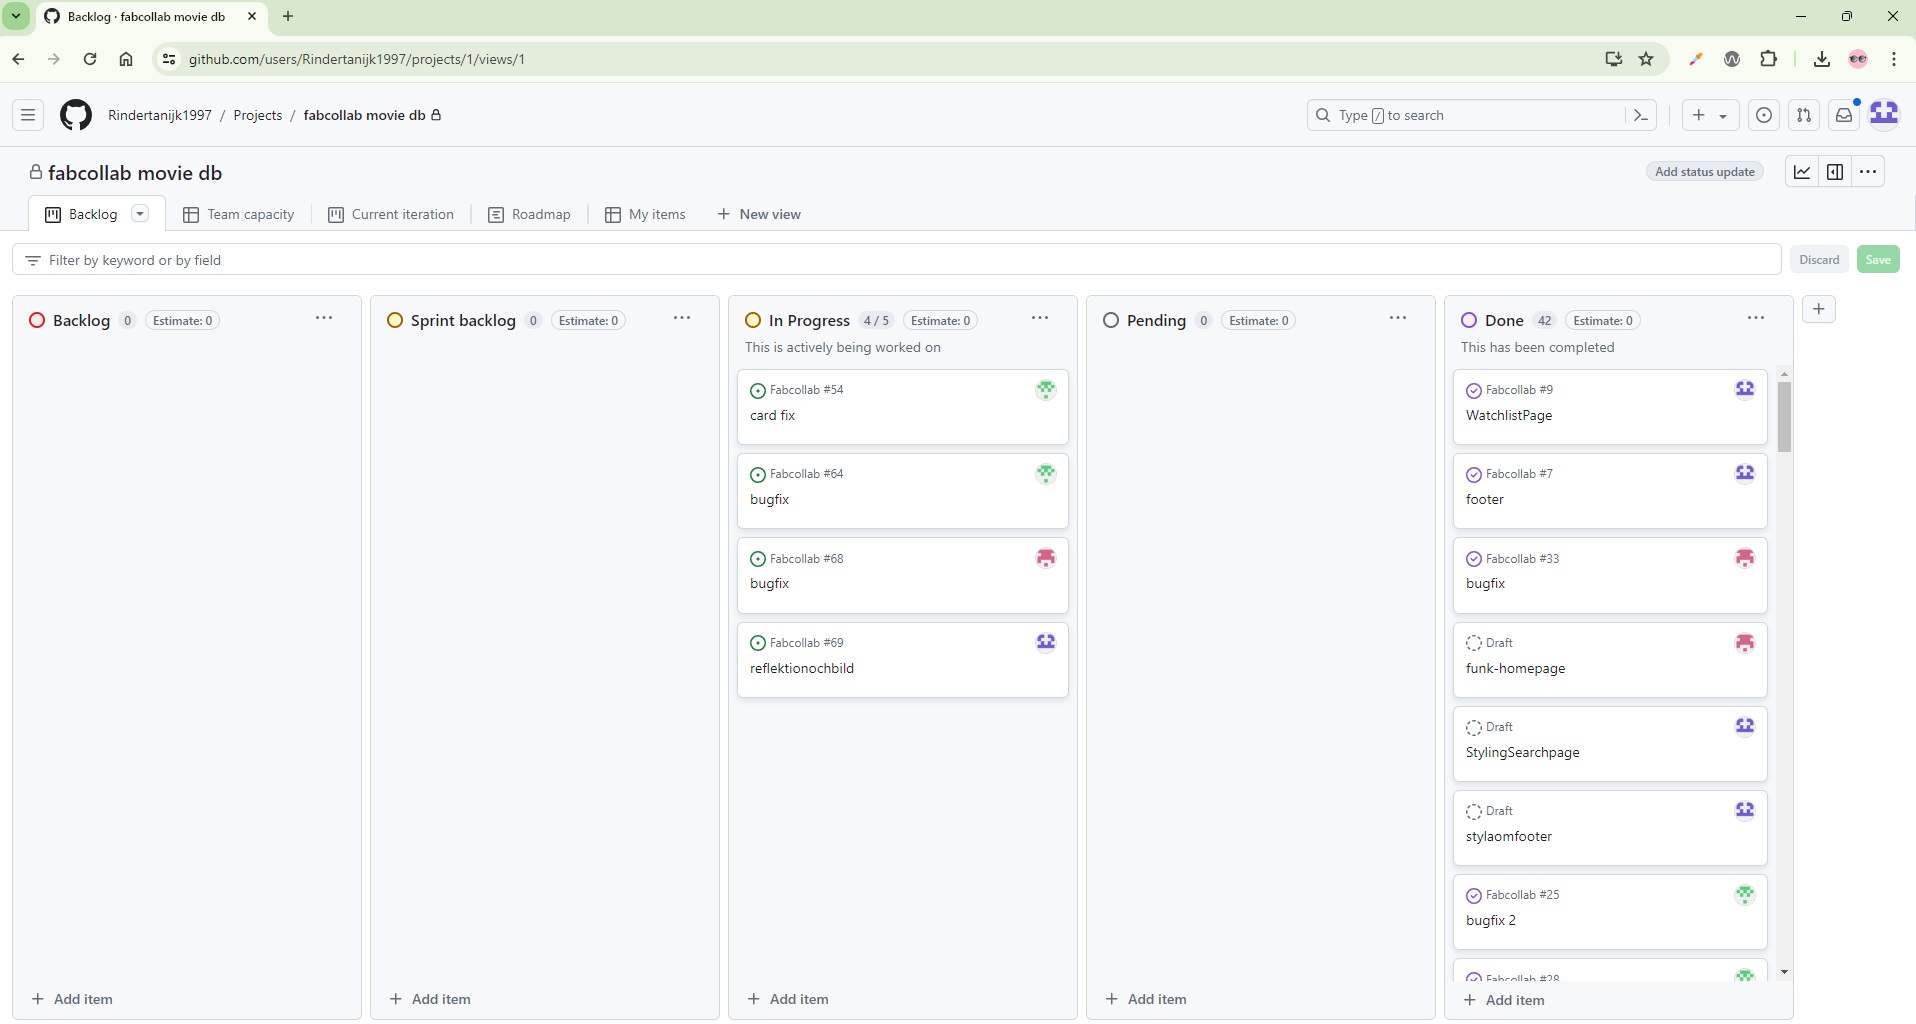 Backlog · fabcollab movie db
github.com/users/Rindertanijk1997/projects/1/views/1
Rindertanijk1997 / Projects / fabcollab movie db
Type / to search
fabcollab movie db
Add status update
Backlog
Team capacity
Current iteration
Roadmap
My items
New view
Filter by keyword or by field
Discard
Save
Backlog 0 Estimate: 0
Add item
Sprint backlog 0 Estimate: 0
Add item
In Progress 4 / 5 Estimate: 0
This is actively being worked on
Fabcollab #54
card fix
Fabcollab #64
bugfix
Fabcollab #68
bugfix
Fabcollab #69
reflektionochbild
Add item
Pending 0 Estimate: 0
Add item
Done 42 Estimate: 0
This has been completed
Fabcollab #9
WatchlistPage
Fabcollab #7
footer
Fabcollab #33
bugfix
Draft
funk-homepage
Draft
StylingSearchpage
Draft
stylaomfooter
Fabcollab #25
bugfix 2
Fabcollab #28
Add item